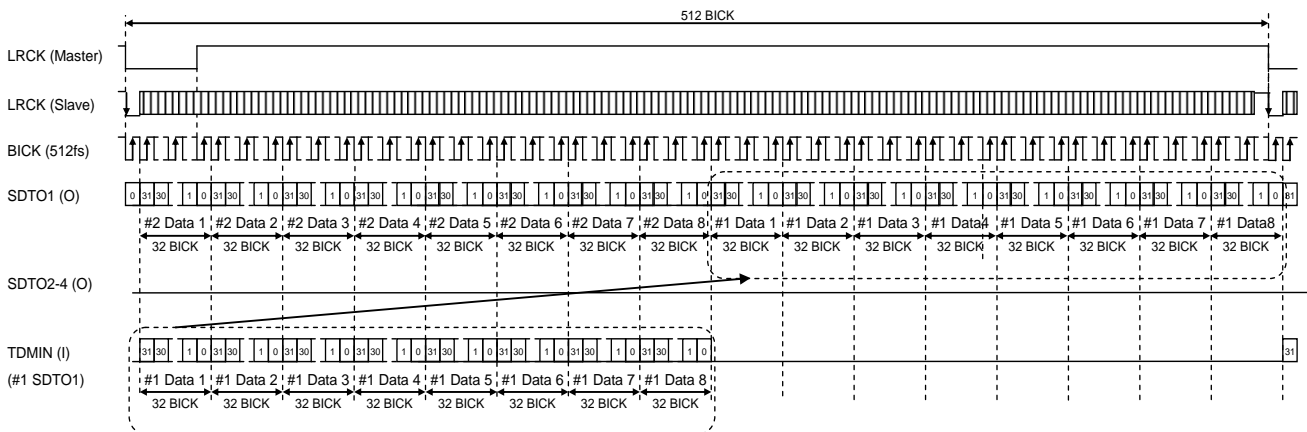 512 BICK
LRCK (Master)
LRCK (Slave)
BICK (512fs)
SDTO1 (O)
0 31 30 1 0 31 30 1 0 31 30 1 0 31 30 1 0 31 30 1 0 31 30 1 0 31 30 1 0 31 30 1 0 31 30 1 0 31 30 1 0 31 30 1 0 31 30 1 0 31 30 1 0 31 30 1 0 31 30 1 0 31 30 1 0 31
#2 Data 1 #2 Data 2 #2 Data 3 #2 Data 4 #2 Data 5 #2 Data 6 #2 Data 7 #2 Data 8 #1 Data 1 #1 Data 2 #1 Data 3 #1 Data 4 #1 Data 5 #1 Data 6 #1 Data 7 #1 Data8
32 BICK 32 BICK 32 BICK 32 BICK 32 BICK 32 BICK 32 BICK 32 BICK 32 BICK 32 BICK 32 BICK 32 BICK 32 BICK 32 BICK 32 BICK 32 BICK
SDTO2-4 (O)
TDMIN (I)
31 30 1 0 31 30 1 0 31 30 1 0 31 30 1 0 31 30 1 0 31 30 1 0 31 30 1 0 31 30 1 0 31
(#1 SDTO1)
#1 Data 1 #1 Data 2 #1 Data 3 #1 Data 4 #1 Data 5 #1 Data 6 #1 Data 7 #1 Data 8
32 BICK 32 BICK 32 BICK 32 BICK 32 BICK 32 BICK 32 BICK 32 BICK